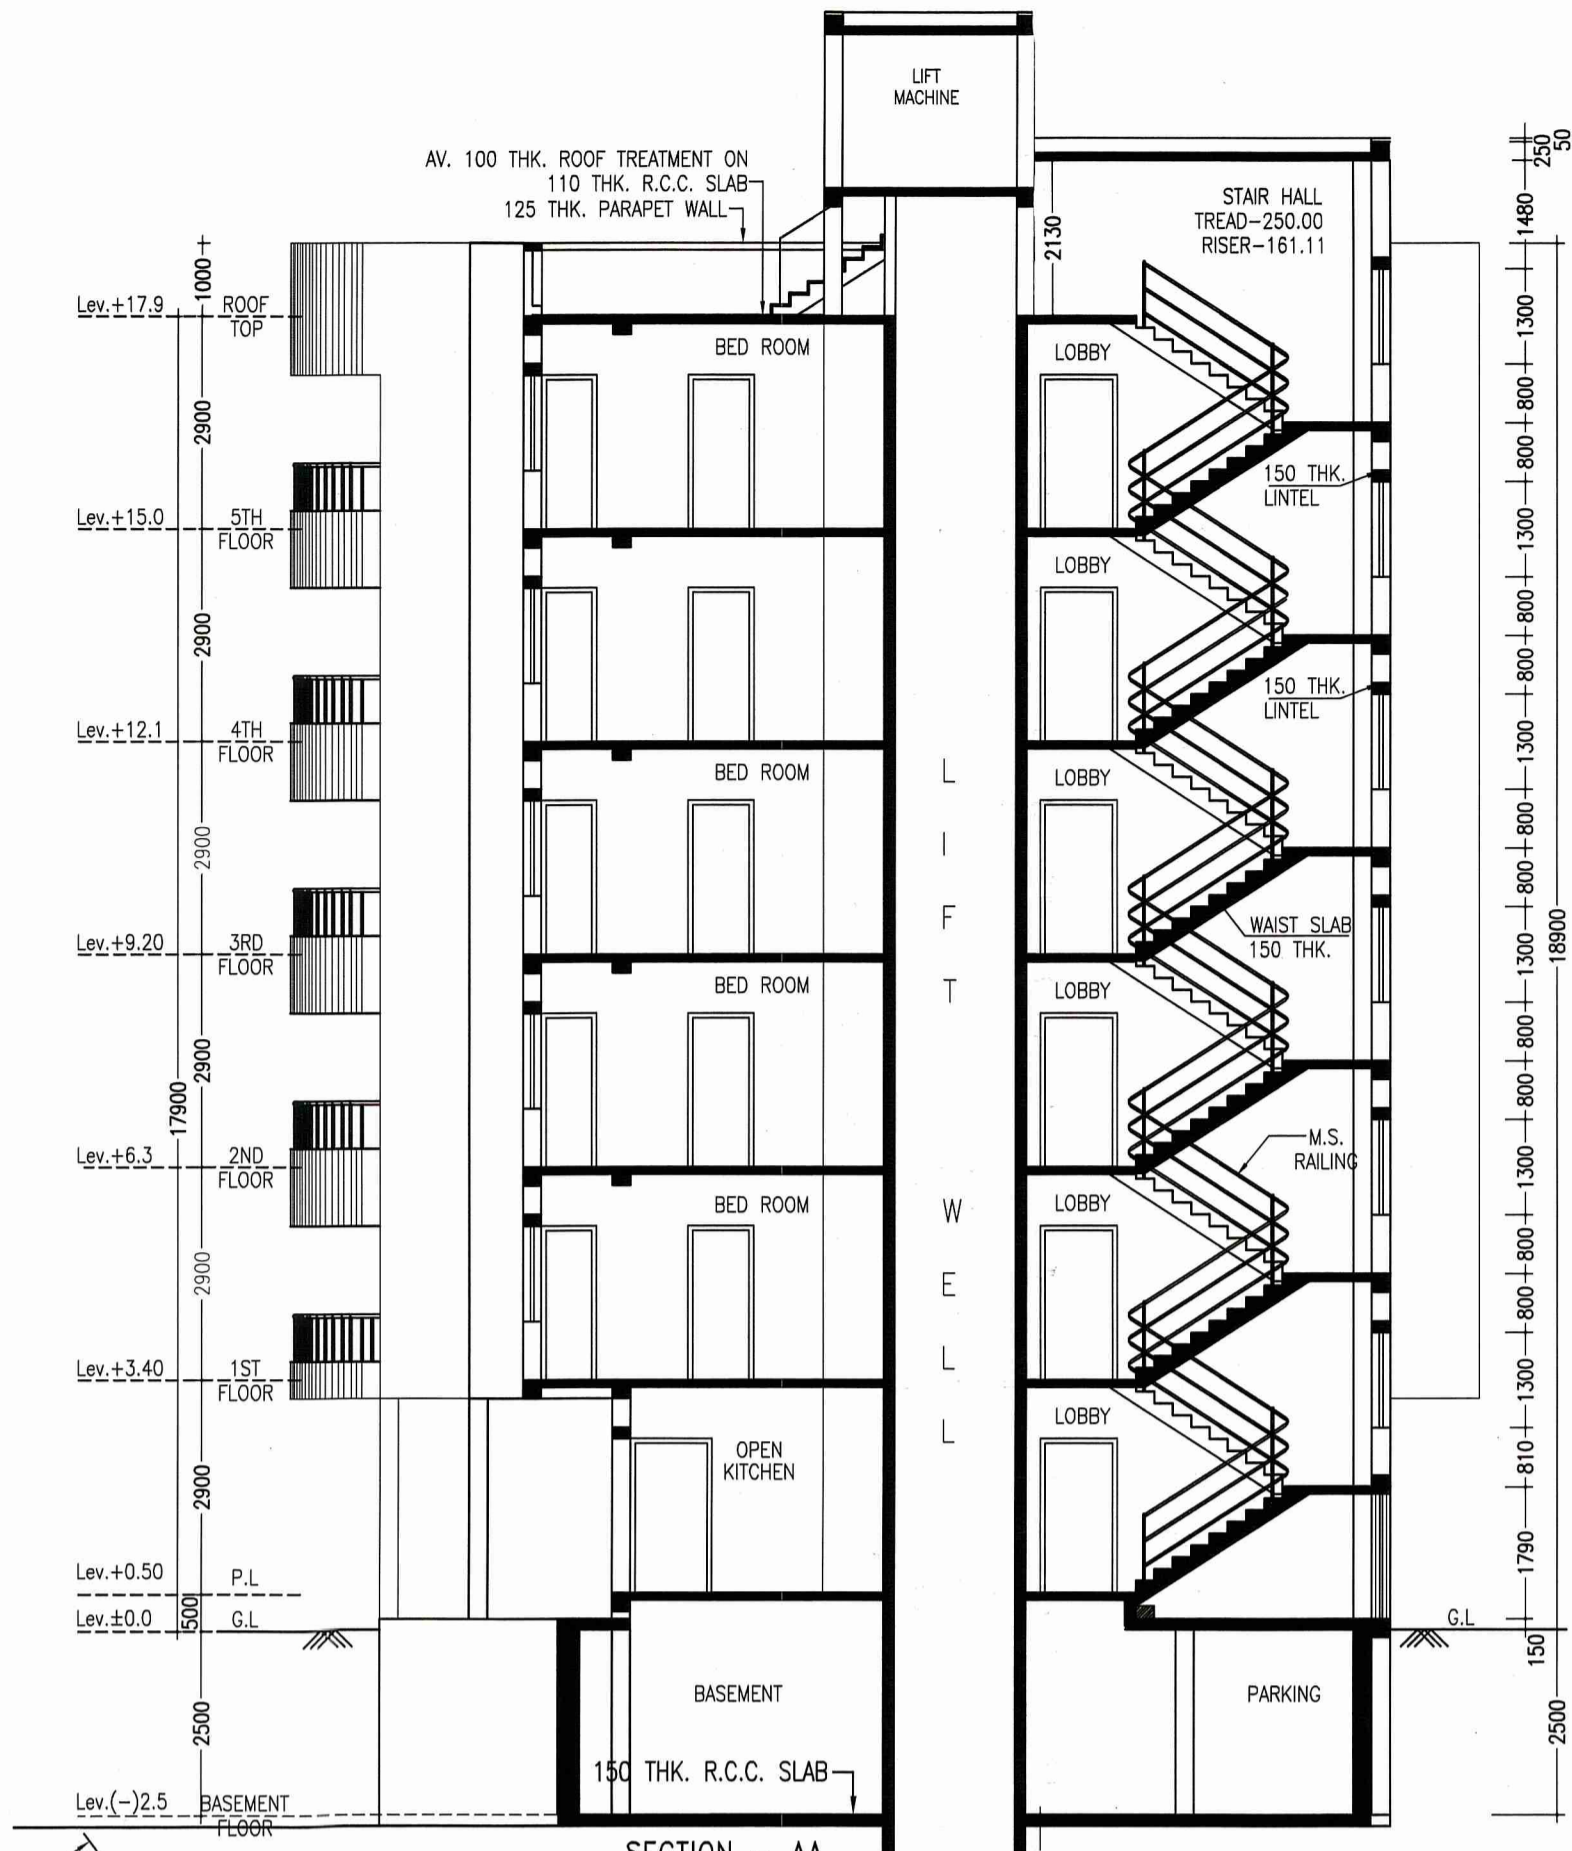 LIFT
MACHINE
AV. 100 THK. ROOF TREATMENT ON
110 THK. R.C.C. SLAB
125 THK. PARAPET WALL
STAIR HALL
TREAD-250.00
RISER-161.11
2130
250
50
1480
1300
800
800
1300
800
800
1300
800
800
1300
800
800
1300
800
800
1300
810
1790
150
18900
2500
1000
Lev.+17.9
ROOF
TOP
2900
Lev.+15.0
5TH
FLOOR
2900
Lev.+12.1
4TH
FLOOR
2900
Lev.+9.20
3RD
FLOOR
2900
17900
Lev.+6.3
2ND
FLOOR
2900
Lev.+3.40
1ST
FLOOR
2900
Lev.+0.50
P.L
500
Lev.±0.0
G.L
2500
Lev.(-)2.5
BASEMENT
FLOOR
BED ROOM
LOBBY
150 THK.
LINTEL
LOBBY
150 THK.
LINTEL
BED ROOM
LOBBY
WAIST SLAB
150 THK.
BED ROOM
LOBBY
M.S.
RAILING
BED ROOM
LOBBY
L
I
F
T
W
E
L
L
OPEN
KITCHEN
LOBBY
G.L
BASEMENT
PARKING
150 THK. R.C.C. SLAB
SECTION AA